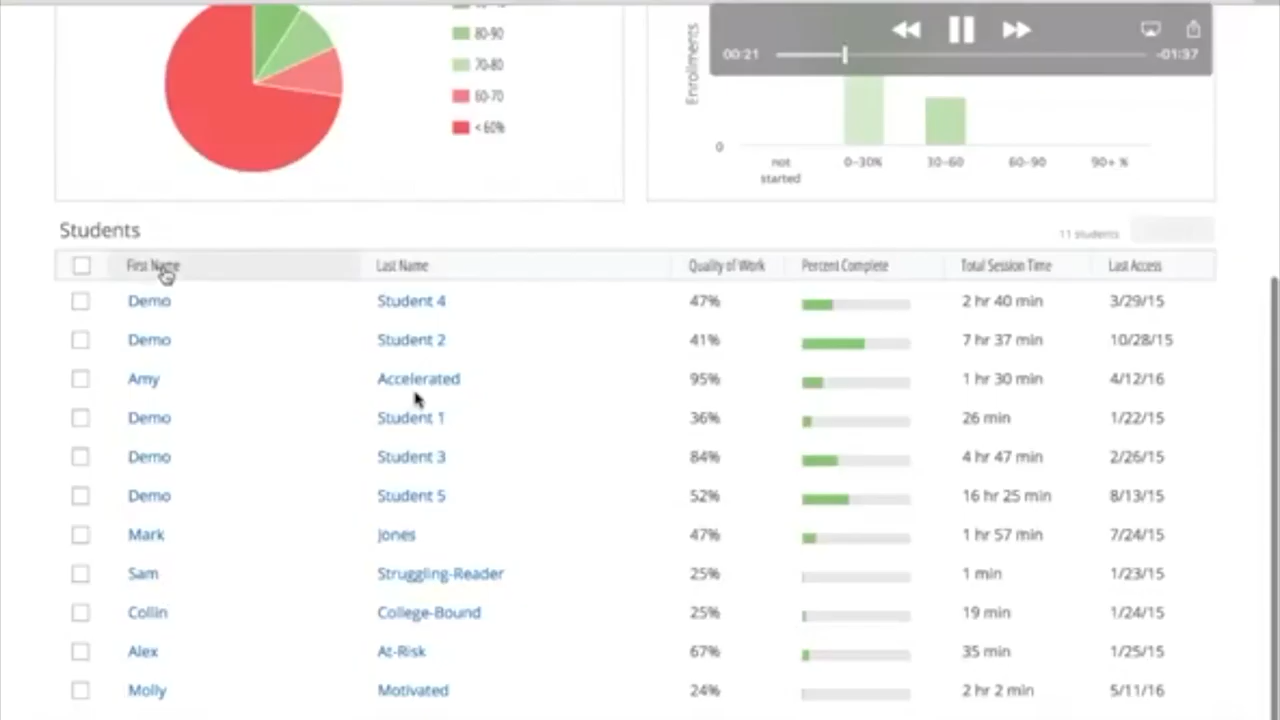 80-90
70-80
60-70
< 60%
Enrollments
00:21
-01:37
0
not started
0-30%
30-60
60-90
90+ %
Students
11 students
First Name Last Name Quality of Work Percent Complete Total Session Time Last Access
Demo Student 4 47% 2 hr 40 min 3/29/15
Demo Student 2 41% 7 hr 37 min 10/28/15
Amy Accelerated 95% 1 hr 30 min 4/12/16
Demo Student 1 36% 26 min 1/22/15
Demo Student 3 84% 4 hr 47 min 2/26/15
Demo Student 5 52% 16 hr 25 min 8/13/15
Mark Jones 47% 1 hr 57 min 7/24/15
Sam Struggling-Reader 25% 1 min 1/23/15
Collin College-Bound 25% 19 min 1/24/15
Alex At-Risk 67% 35 min 1/25/15
Molly Motivated 24% 2 hr 2 min 5/11/16